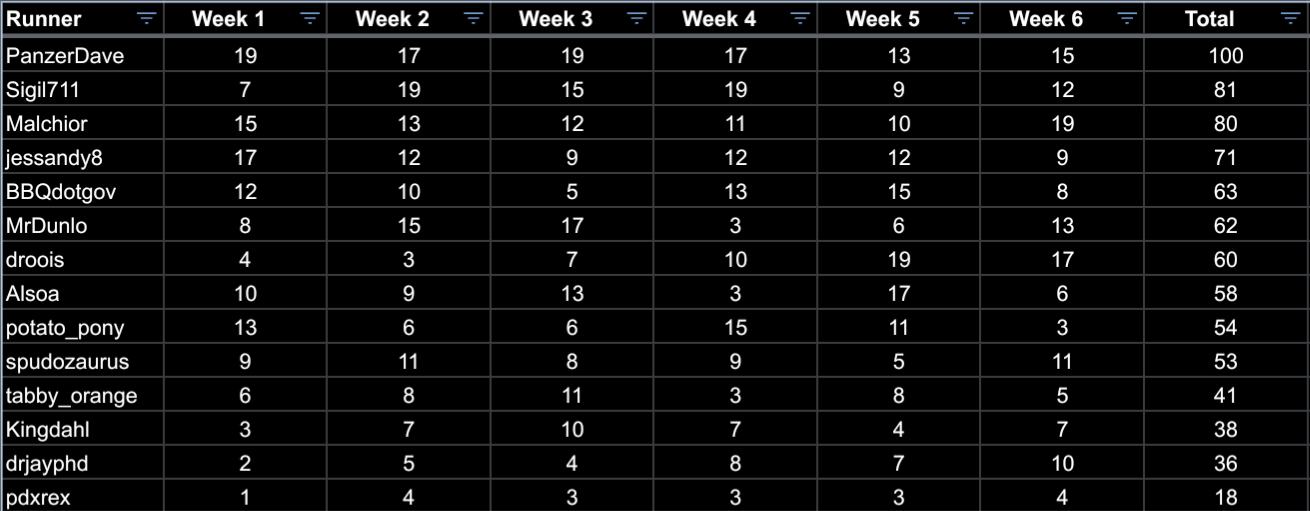 Runner Week 1 Week 2 Week 3 Week 4 Week 5 Week 6 Total
PanzerDave 19 17 19 17 13 15 100
Sigil711 7 19 15 19 9 12 81
Malchior 15 13 12 11 10 19 80
jessandy8 17 12 9 12 12 9 71
BBQdotgov 12 10 5 13 15 8 63
MrDunlo 8 15 17 3 6 13 62
droois 4 3 7 10 19 17 60
Alsoa 10 9 13 3 17 6 58
potato_pony 13 6 6 15 11 3 54
spudozaurus 9 11 8 9 5 11 53
tabby_orange 6 8 11 3 8 5 41
Kingdahl 3 7 10 7 4 7 38
drjayphd 2 5 4 8 7 10 36
pdxrex 1 4 3 3 3 4 18